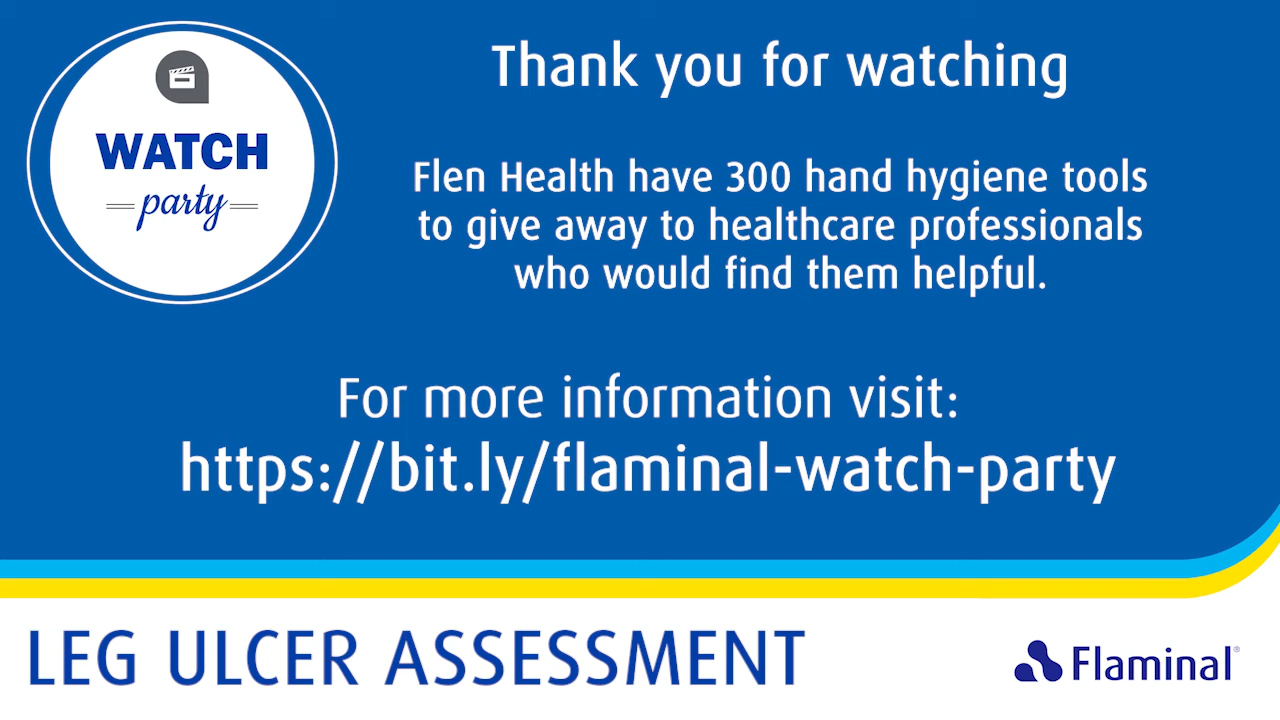 WATCH
party
Thank you for watching
Flen Health have 300 hand hygiene tools
to give away to healthcare professionals
who would find them helpful.
For more information visit:
https://bit.ly/flaminal-watch-party
LEG ULCER ASSESSMENT
Flaminal®